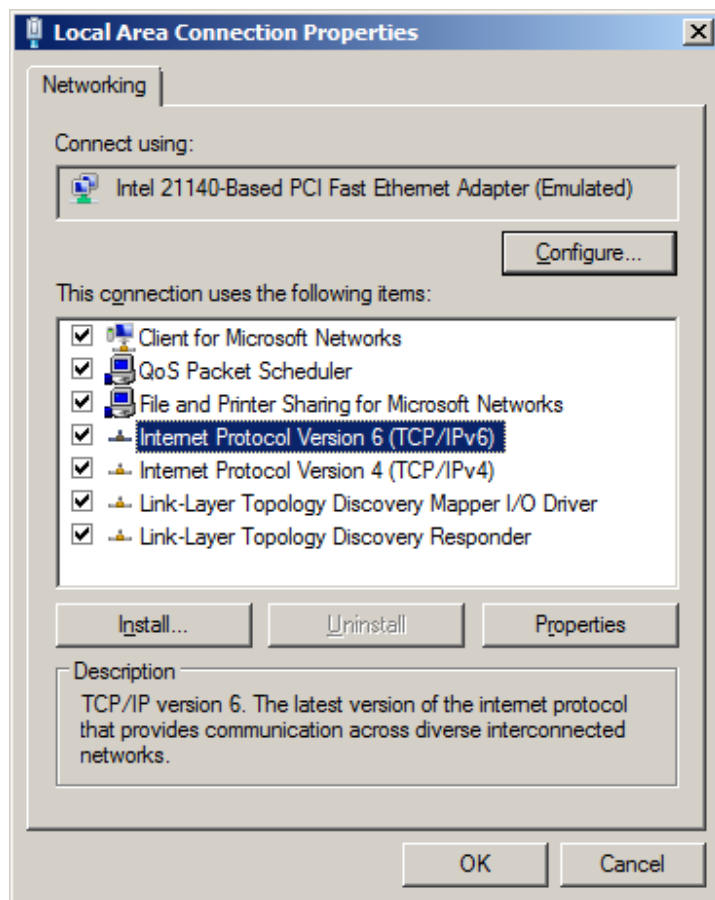 Local Area Connection Properties
Networking
Connect using:
Intel 21140-Based PCI Fast Ethernet Adapter (Emulated)
Configure...
This connection uses the following items:
Client for Microsoft Networks
QoS Packet Scheduler
File and Printer Sharing for Microsoft Networks
Internet Protocol Version 6 (TCP/IPv6)
Internet Protocol Version 4 (TCP/IPv4)
Link-Layer Topology Discovery Mapper I/O Driver
Link-Layer Topology Discovery Responder
Install... Uninstall Properties
Description
TCP/IP version 6. The latest version of the internet protocol
that provides communication across diverse interconnected
networks.
OK Cancel